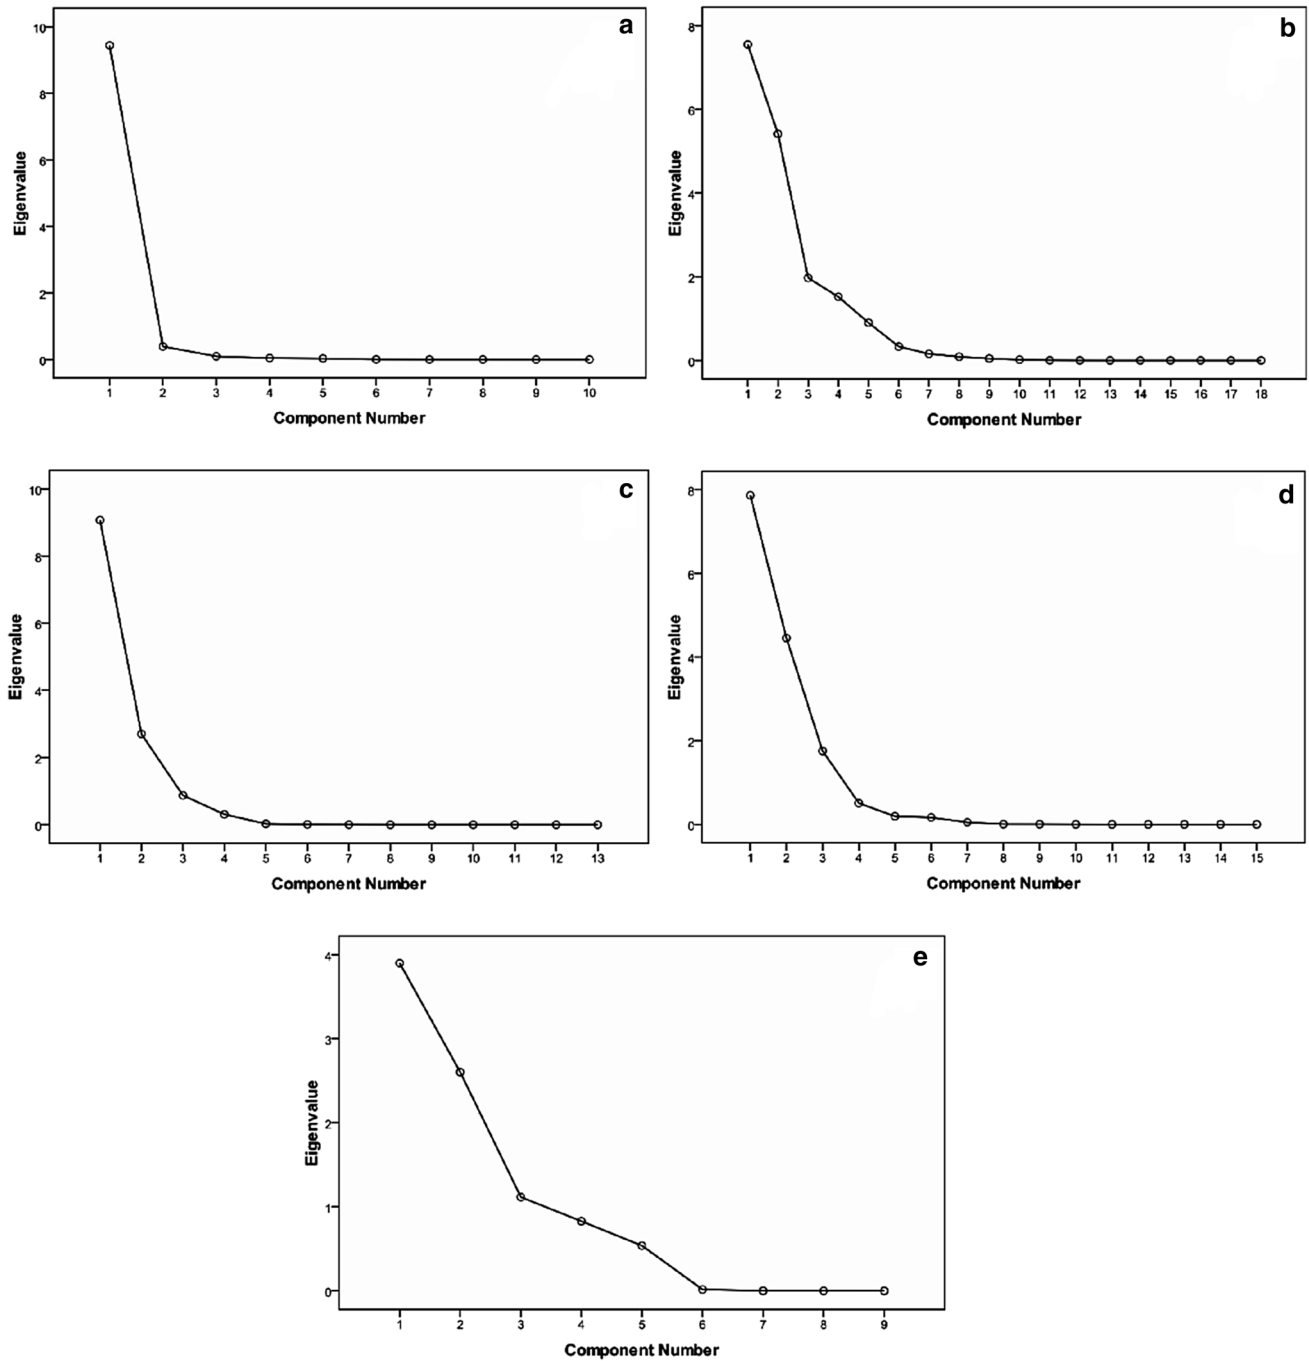 a
10
8
6
4
2
0
Eigenvalue
1 2 3 4 5 6 7 8 9 10
Component Number
b
8
6
4
2
0
Eigenvalue
1 2 3 4 5 6 7 8 9 10 11 12 13 14 15 16 17 18
Component Number
c
10
8
6
4
2
0
Eigenvalue
1 2 3 4 5 6 7 8 9 10 11 12 13
Component Number
d
8
6
4
2
0
Eigenvalue
1 2 3 4 5 6 7 8 9 10 11 12 13 14 15
Component Number
e
4
3
2
1
0
Eigenvalue
1 2 3 4 5 6 7 8 9
Component Number